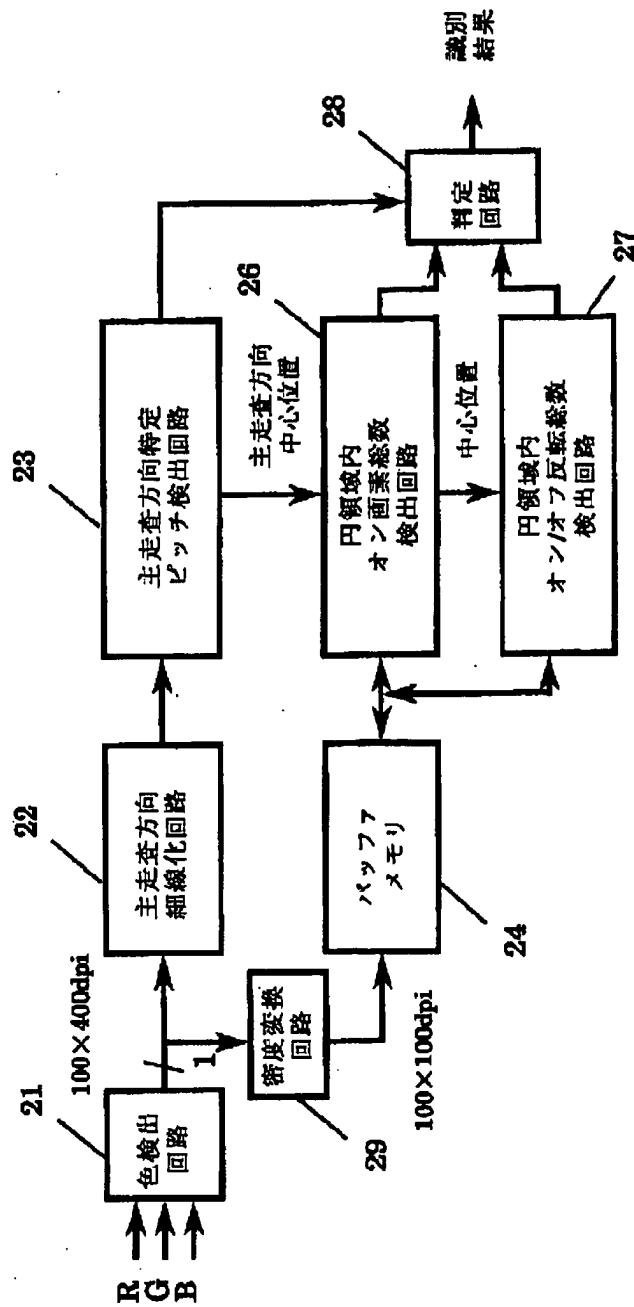 R
G
B
21
色検出
回路
100×400dpi
1
22
主走査方向
細線化回路
23
主走査方向特定
ピッチ検出回路
主走査方向
中心位置
29
密度変換
回路
100×100dpi
24
バッファ
メモリ
26
円領域内
オン画素総数
検出回路
中心位置
27
円領域内
オン/オフ反転総数
検出回路
28
判定
回路
識別
結果